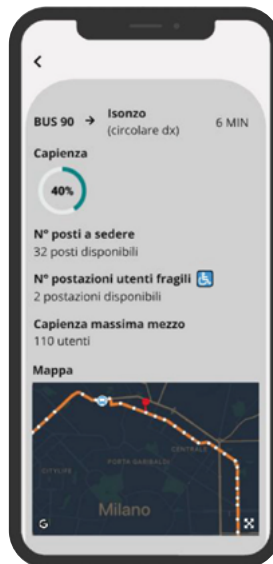 BUS 90 → Isonzo 6 MIN
(circolare dx)
Capienza
40%
N° posti a sedere
32 posti disponibili
N° postazioni utenti fragili
2 postazioni disponibili
Capienza massima mezzo
110 utenti
Mappa
CENTRALE
PORTA GARIBALDI
CITYLIFE
Milano